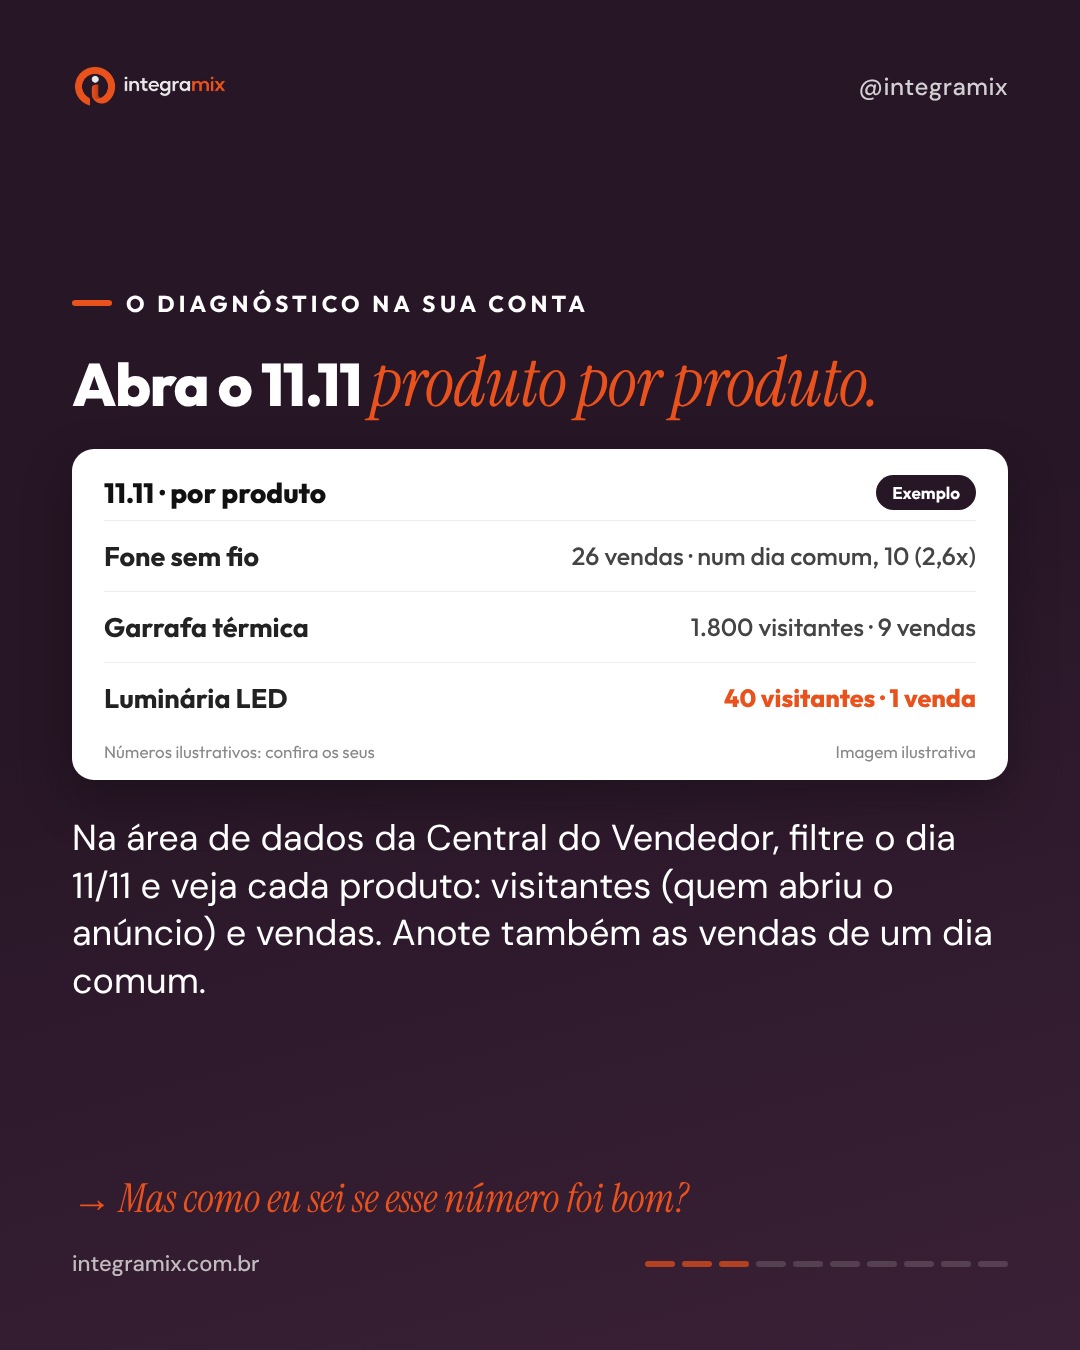 integramix
@integramix
O DIAGNÓSTICO NA SUA CONTA
Abra o 11.11 produto por produto.
11.11 · por produto
Exemplo
Fone sem fio
26 vendas · num dia comum, 10 (2,6x)
Garrafa térmica
1.800 visitantes · 9 vendas
Luminária LED
40 visitantes · 1 venda
Números ilustrativos: confira os seus
Imagem ilustrativa
Na área de dados da Central do Vendedor, filtre o dia
11/11 e veja cada produto: visitantes (quem abriu o
anúncio) e vendas. Anote também as vendas de um dia
comum.
→ Mas como eu sei se esse número foi bom?
integramix.com.br